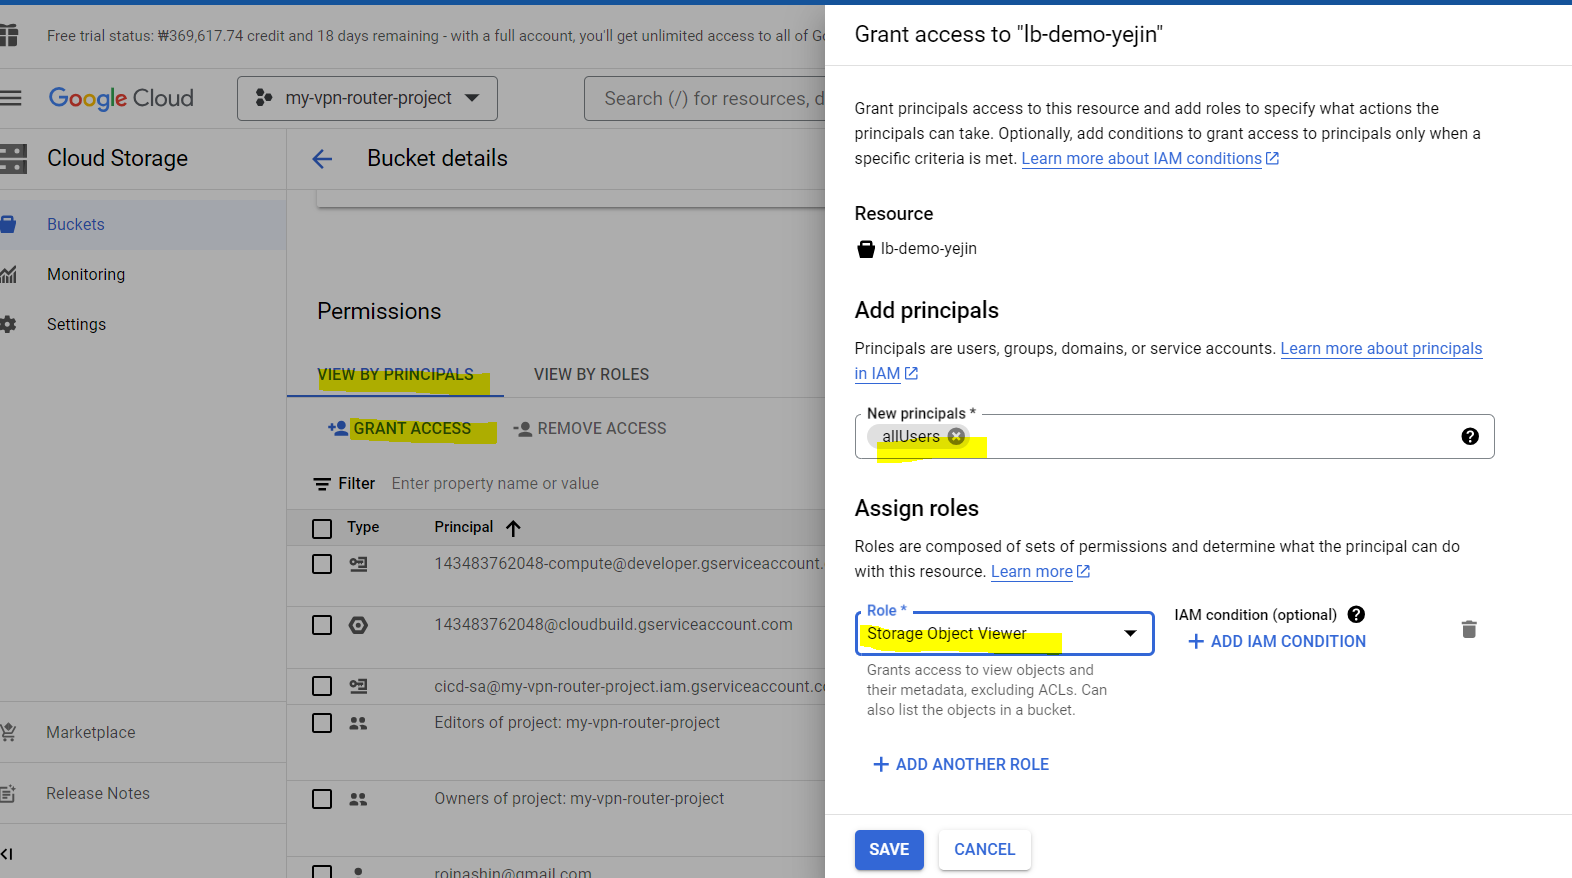 Free trial status: ₩369,617.74 credit and 18 days remaining - with a full account, you'll get unlimited access to all of G
Google Cloud
my-vpn-router-project
Search (/) for resources, d
Cloud Storage
Bucket details
Buckets
Monitoring
Settings
Marketplace
Release Notes
Permissions
VIEW BY PRINCIPALS
VIEW BY ROLES
GRANT ACCESS
REMOVE ACCESS
Filter Enter property name or value
Type Principal
143483762048-compute@developer.gserviceaccount.
143483762048@cloudbuild.gserviceaccount.com
cicd-sa@my-vpn-router-project.iam.gserviceaccount.c
Editors of project: my-vpn-router-project
Owners of project: my-vpn-router-project
Grant access to "lb-demo-yejin"
Grant principals access to this resource and add roles to specify what actions the
principals can take. Optionally, add conditions to grant access to principals only when a
specific criteria is met. Learn more about IAM conditions
Resource
lb-demo-yejin
Add principals
Principals are users, groups, domains, or service accounts. Learn more about principals
in IAM
New principals *
allUsers
Assign roles
Roles are composed of sets of permissions and determine what the principal can do
with this resource. Learn more
Role *
Storage Object Viewer
IAM condition (optional)
ADD IAM CONDITION
Grants access to view objects and
their metadata, excluding ACLs. Can
also list the objects in a bucket.
ADD ANOTHER ROLE
SAVE
CANCEL